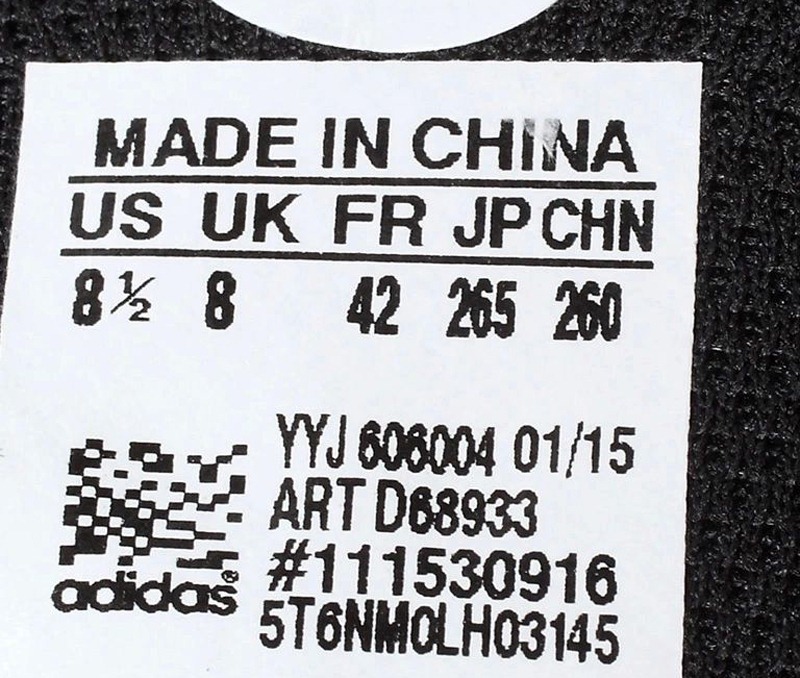 MADE IN CHINA
US UK FR JP CHN
8½ 8 42 265 260
YYJ 606004 01/15
ART D68933
#111530916
adidas®
5T6NM0LH03145